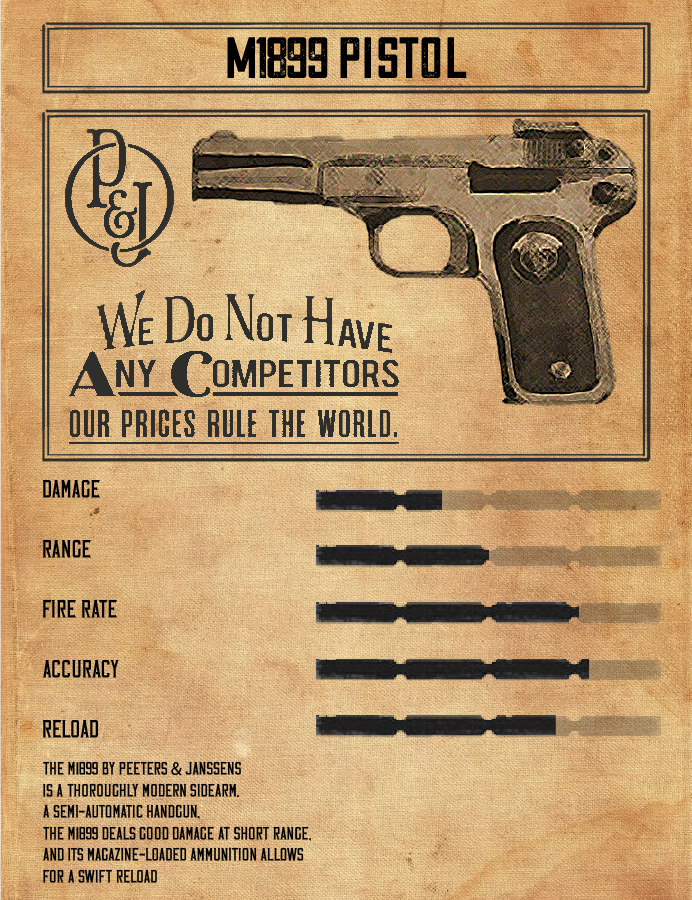 M1899 PISTOL
P&J
WE DO NOT HAVE
ANY COMPETITORS
OUR PRICES RULE THE WORLD.
DAMAGE
RANGE
FIRE RATE
ACCURACY
RELOAD
THE M1899 BY PEETERS & JANSSENS
IS A THOROUGHLY MODERN SIDEARM.
A SEMI-AUTOMATIC HANDGUN,
THE M1899 DEALS GOOD DAMAGE AT SHORT RANGE,
AND ITS MAGAZINE-LOADED AMMUNITION ALLOWS
FOR A SWIFT RELOAD